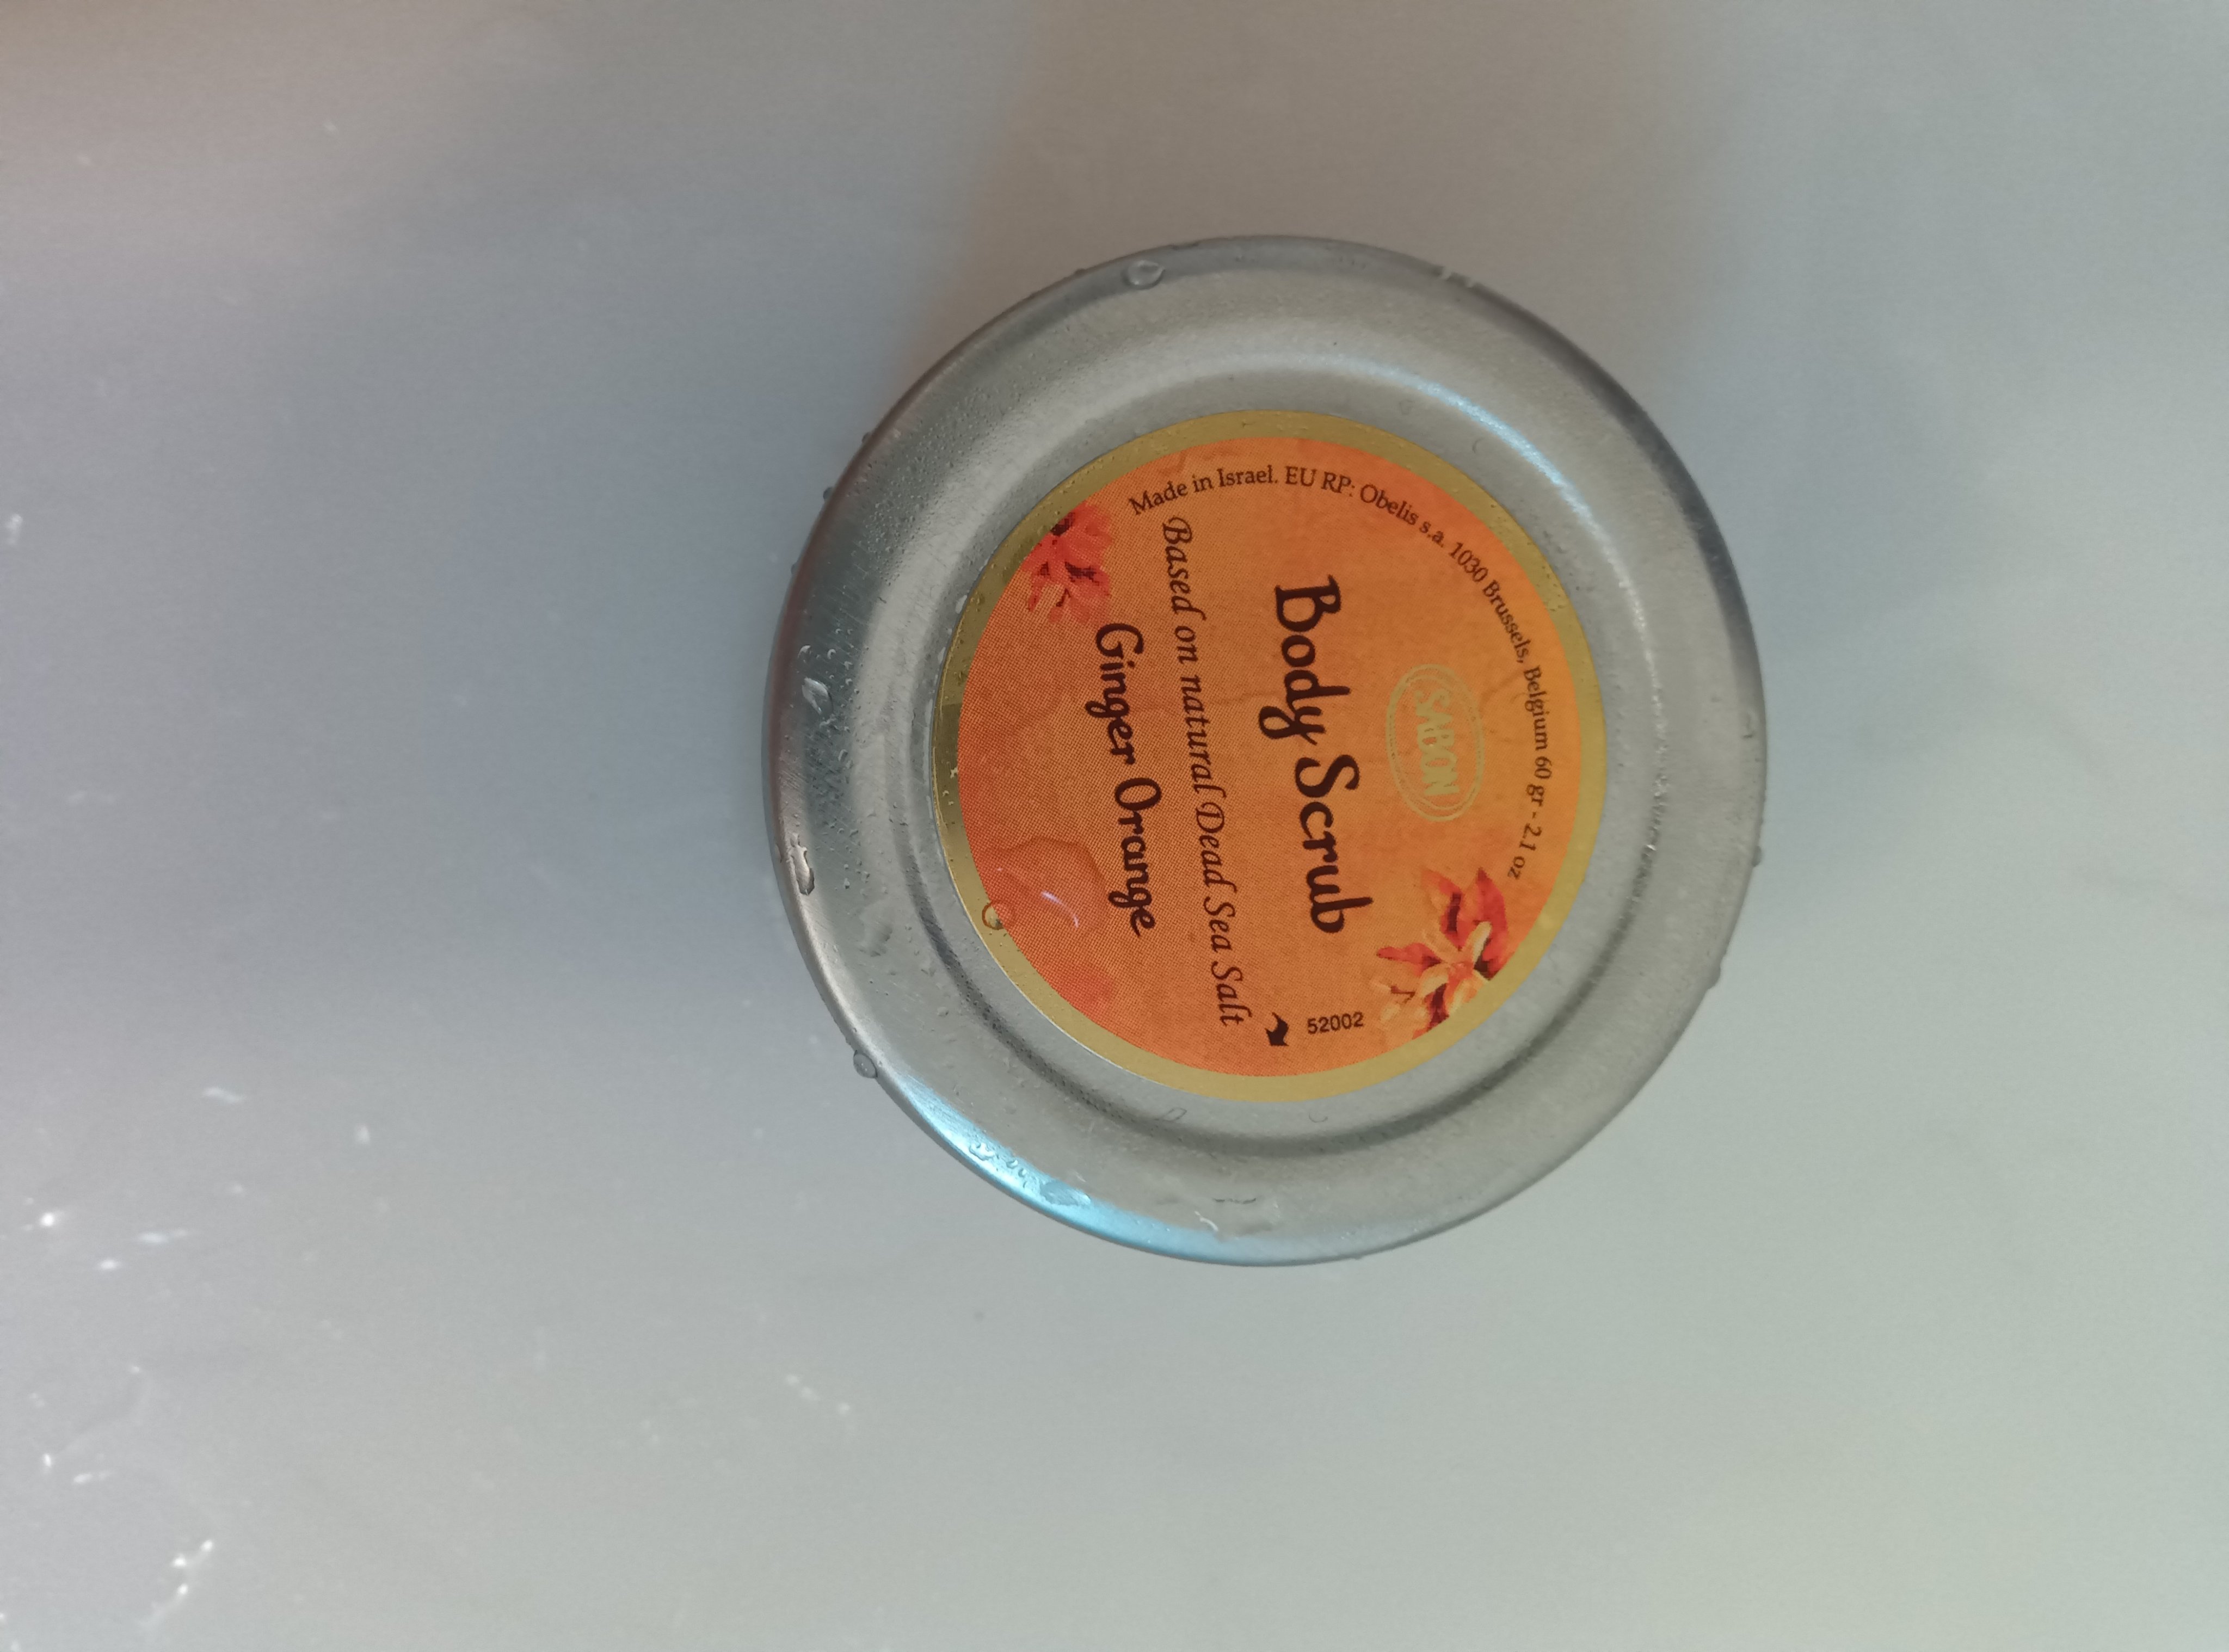 Made in Israel. EU RP: Obelis s.a. 1030 Brussels, Belgium 60 gr - 2.1 oz
SABON
Body Scrub
Based on natural Dead Sea Salt
Ginger Orange
52002